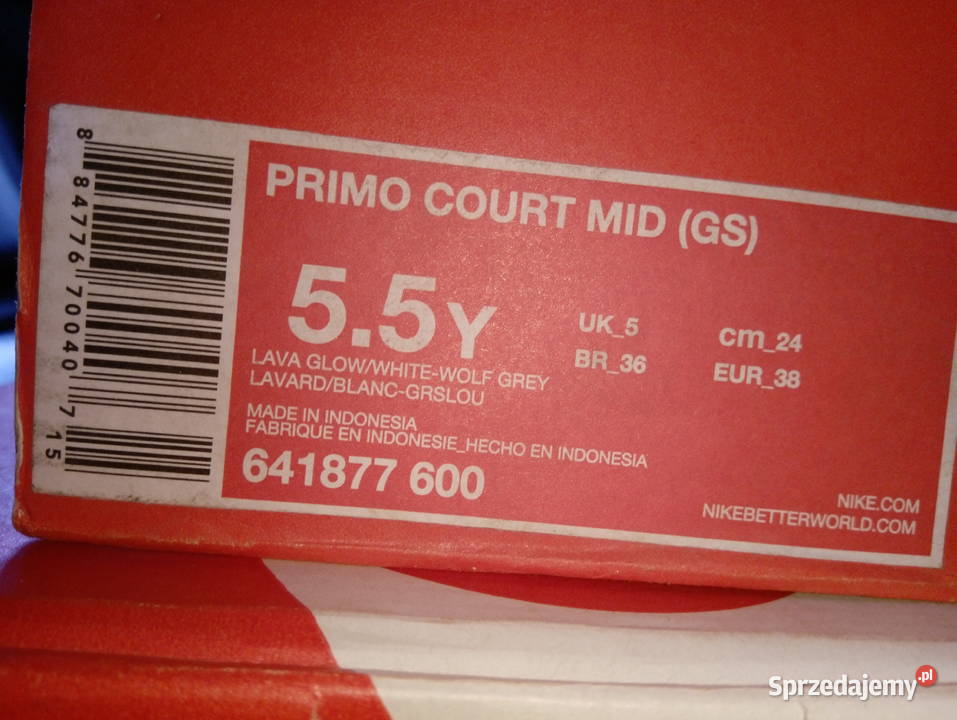 8 84776 70040 7 15
PRIMO COURT MID (GS)
5.5Y
UK_5
cm_24
BR_36
EUR_38
LAVA GLOW/WHITE-WOLF GREY
LAVARD/BLANC-GRSLOU
MADE IN INDONESIA
FABRIQUE EN INDONESIE_HECHO EN INDONESIA
641877 600
NIKE.COM
NIKEBETTERWORLD.COM
Sprzedajemy.pl